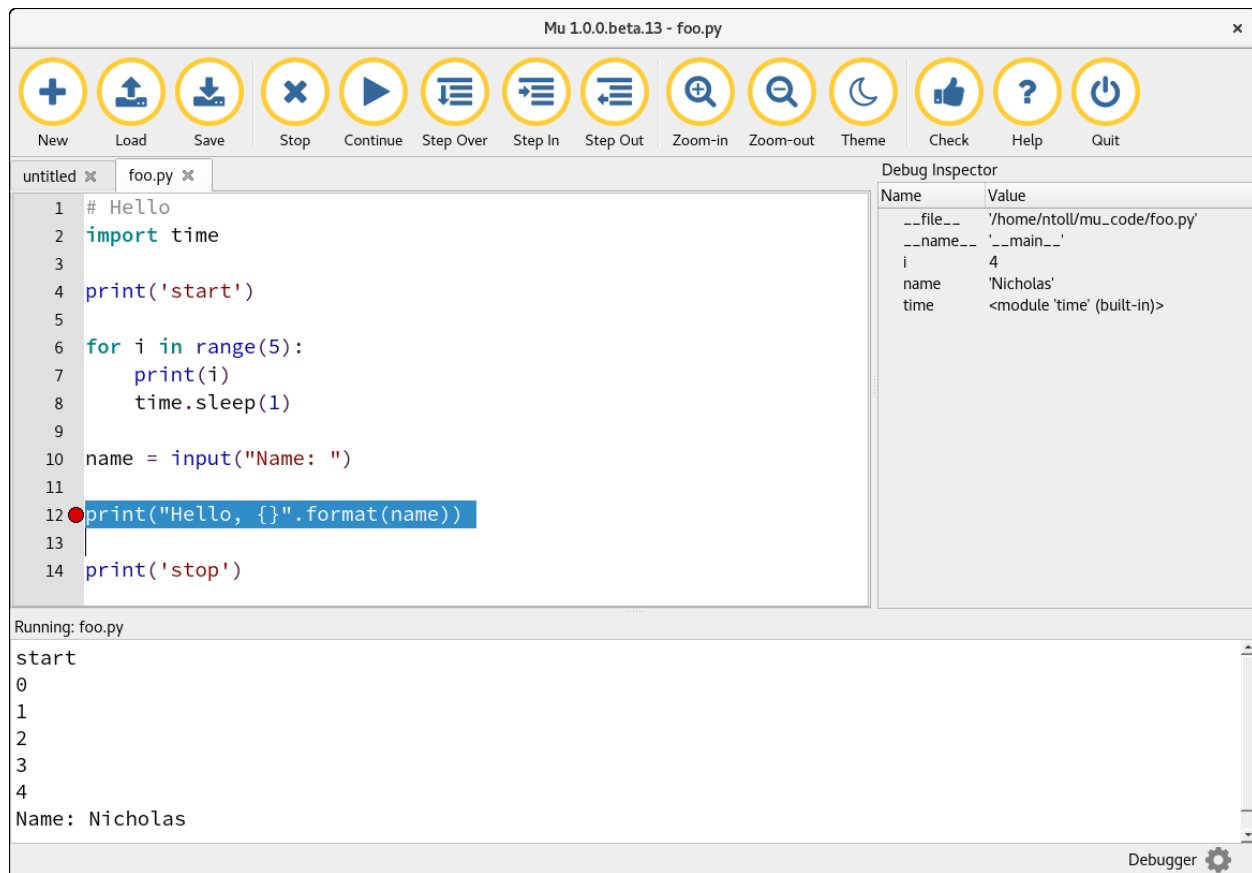 Mu 1.0.0.beta.13 - foo.py
New Load Save Stop Continue Step Over Step In Step Out Zoom-in Zoom-out Theme Check Help Quit
untitled foo.py
1 # Hello
2 import time
3
4 print('start')
5
6 for i in range(5):
7     print(i)
8     time.sleep(1)
9
10 name = input("Name: ")
11
12 print("Hello, {}".format(name))
13
14 print('stop')
Debug Inspector
Name Value
__file__ '/home/ntoll/mu_code/foo.py'
__name__ '__main__'
i 4
name 'Nicholas'
time <module 'time' (built-in)>
Running: foo.py
start
0
1
2
3
4
Name: Nicholas
Debugger